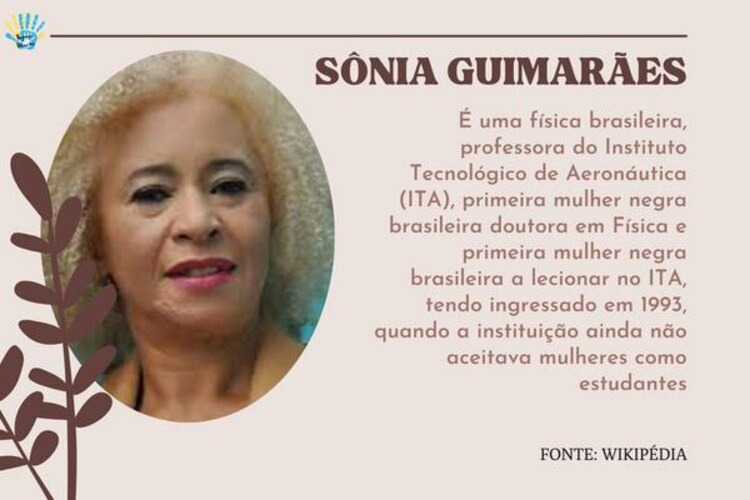 SÔNIA GUIMARÃES
É uma física brasileira,
professora do Instituto
Tecnológico de Aeronáutica
(ITA), primeira mulher negra
brasileira doutora em Física e
primeira mulher negra
brasileira a lecionar no ITA,
tendo ingressado em 1993,
quando a instituição ainda não
aceitava mulheres como
estudantes
FONTE: WIKIPÉDIA